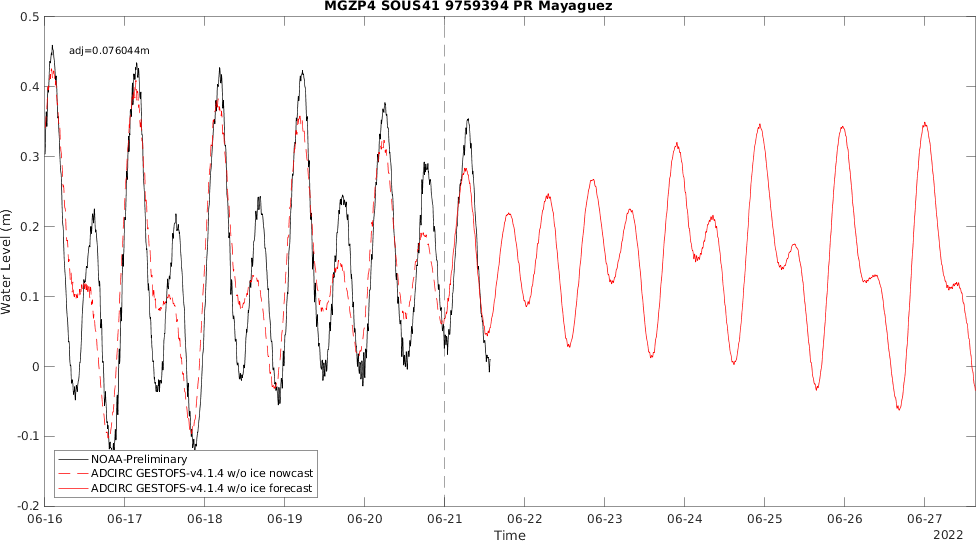 MGZP4 SOUS41 9759394 PR Mayaguez
adj=0.076044m
Water Level (m)
0.5
0.4
0.3
0.2
0.1
0
-0.1
-0.2
NOAA-Preliminary
ADCIRC GESTOFS-v4.1.4 w/o ice nowcast
ADCIRC GESTOFS-v4.1.4 w/o ice forecast
06-16 06-17 06-18 06-19 06-20 06-21 06-22 06-23 06-24 06-25 06-26 06-27
Time
2022